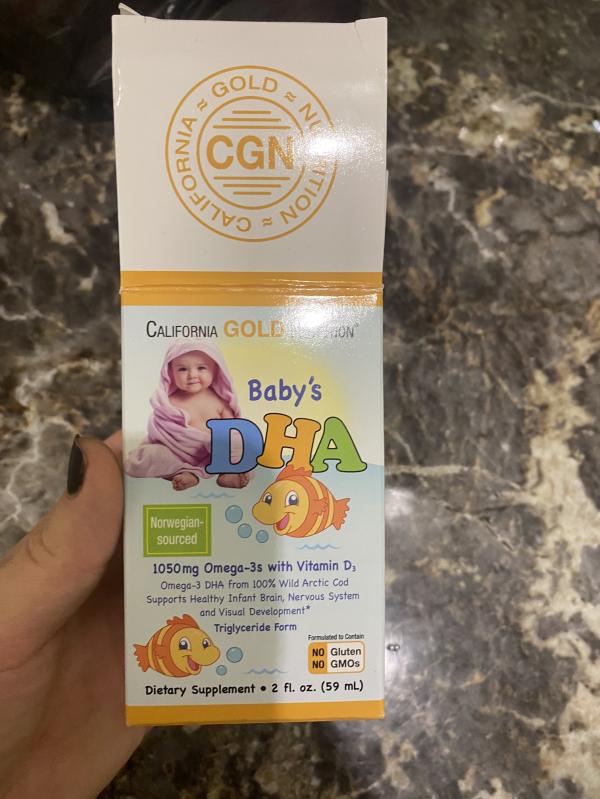 CALIFORNIA ≈ GOLD ≈ NUTRITION ≈
CGN
CALIFORNIA GOLD NUTRITION®
Baby's
DHA
Norwegian-
sourced
1050mg Omega-3s with Vitamin D₃
Omega-3 DHA from 100% Wild Arctic Cod
Supports Healthy Infant Brain, Nervous System
and Visual Development*
Triglyceride Form
Formulated to Contain
NO Gluten
NO GMOs
Dietary Supplement • 2 fl. oz. (59 mL)